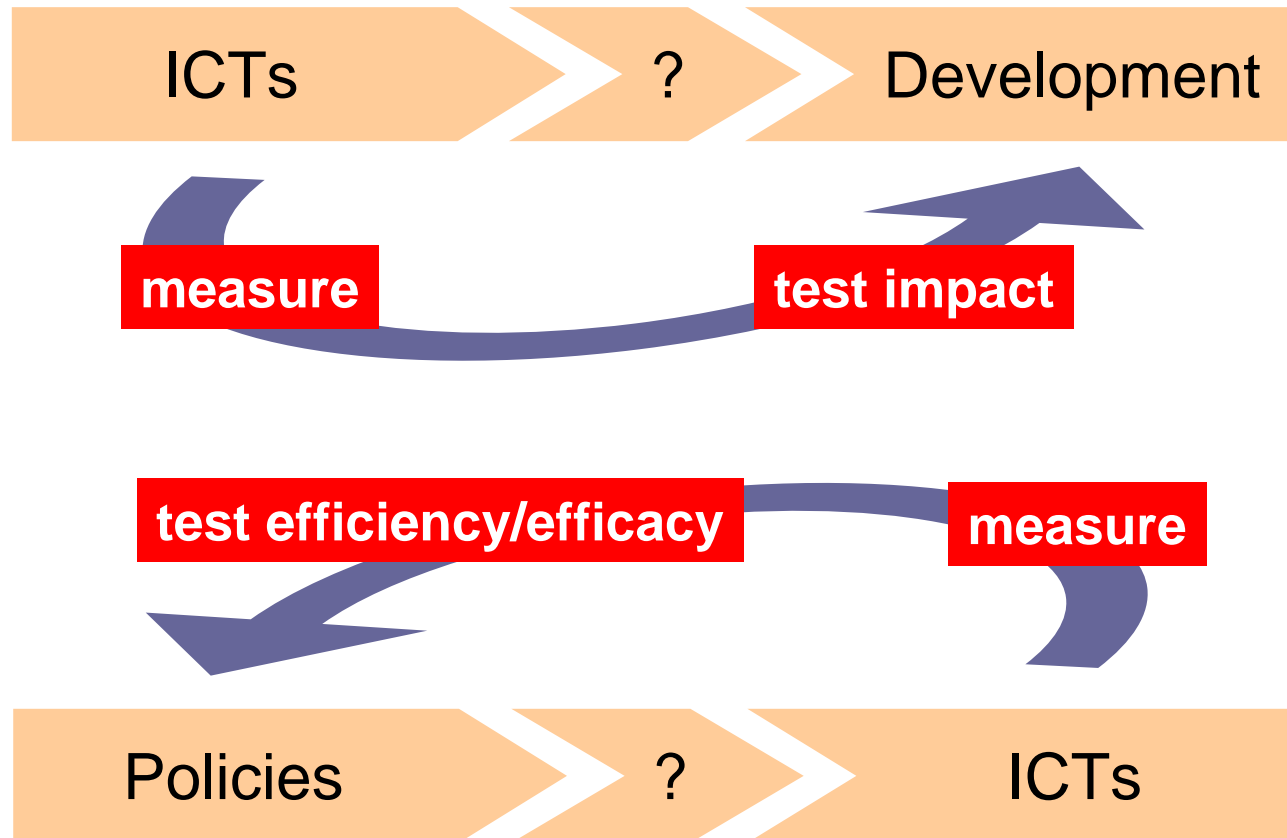 ICTs
?
Development
measure
test impact
test efficiency/efficacy
measure
Policies
?
ICTs